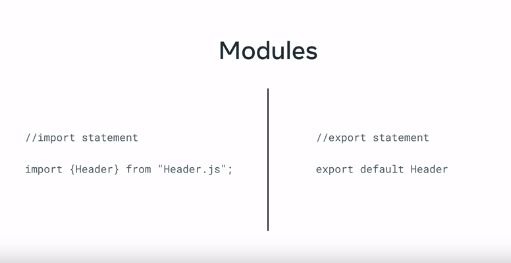 Modules
//import statement
import {Header} from "Header.js";
//export statement
export default Header